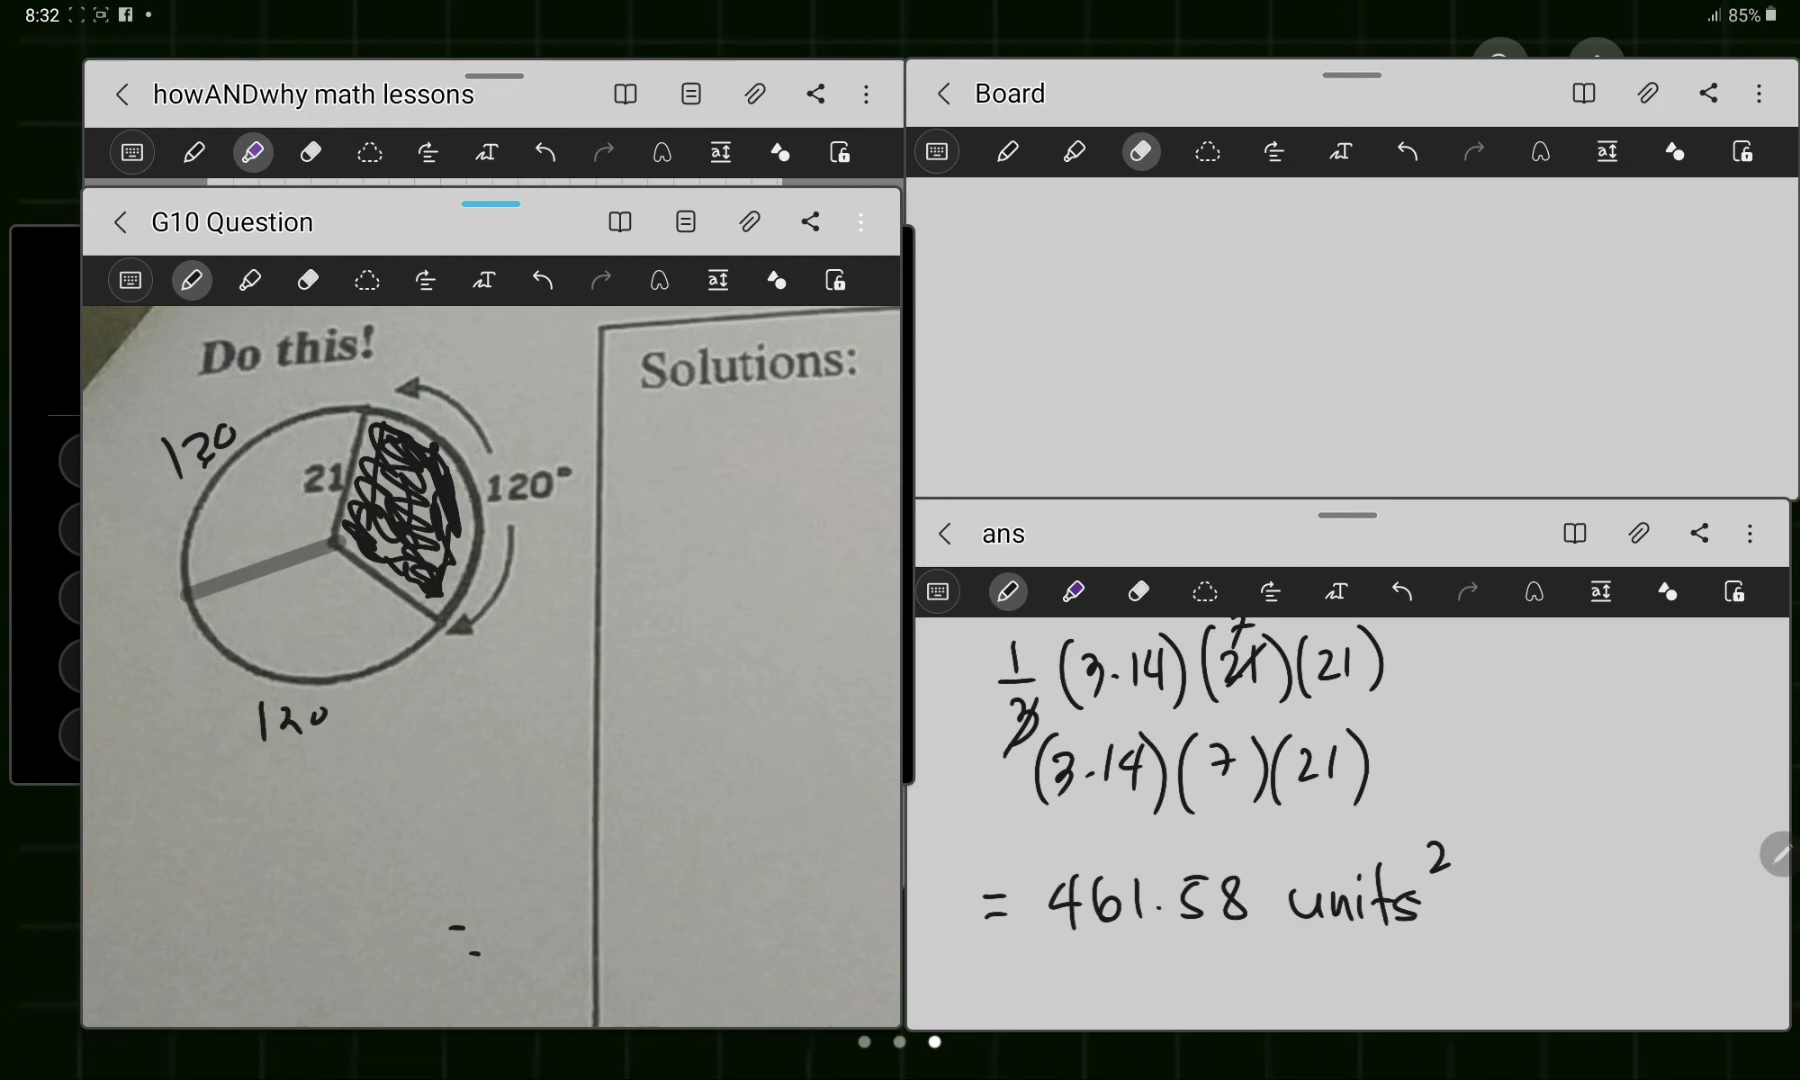 8:32
85%
howANDwhy math lessons
G10 Question
Do this!
120
21
120°
120
Solutions:
Board
ans
1/3 (3.14)(21)(21)
7
(3.14)(7)(21)
= 461.58 units²